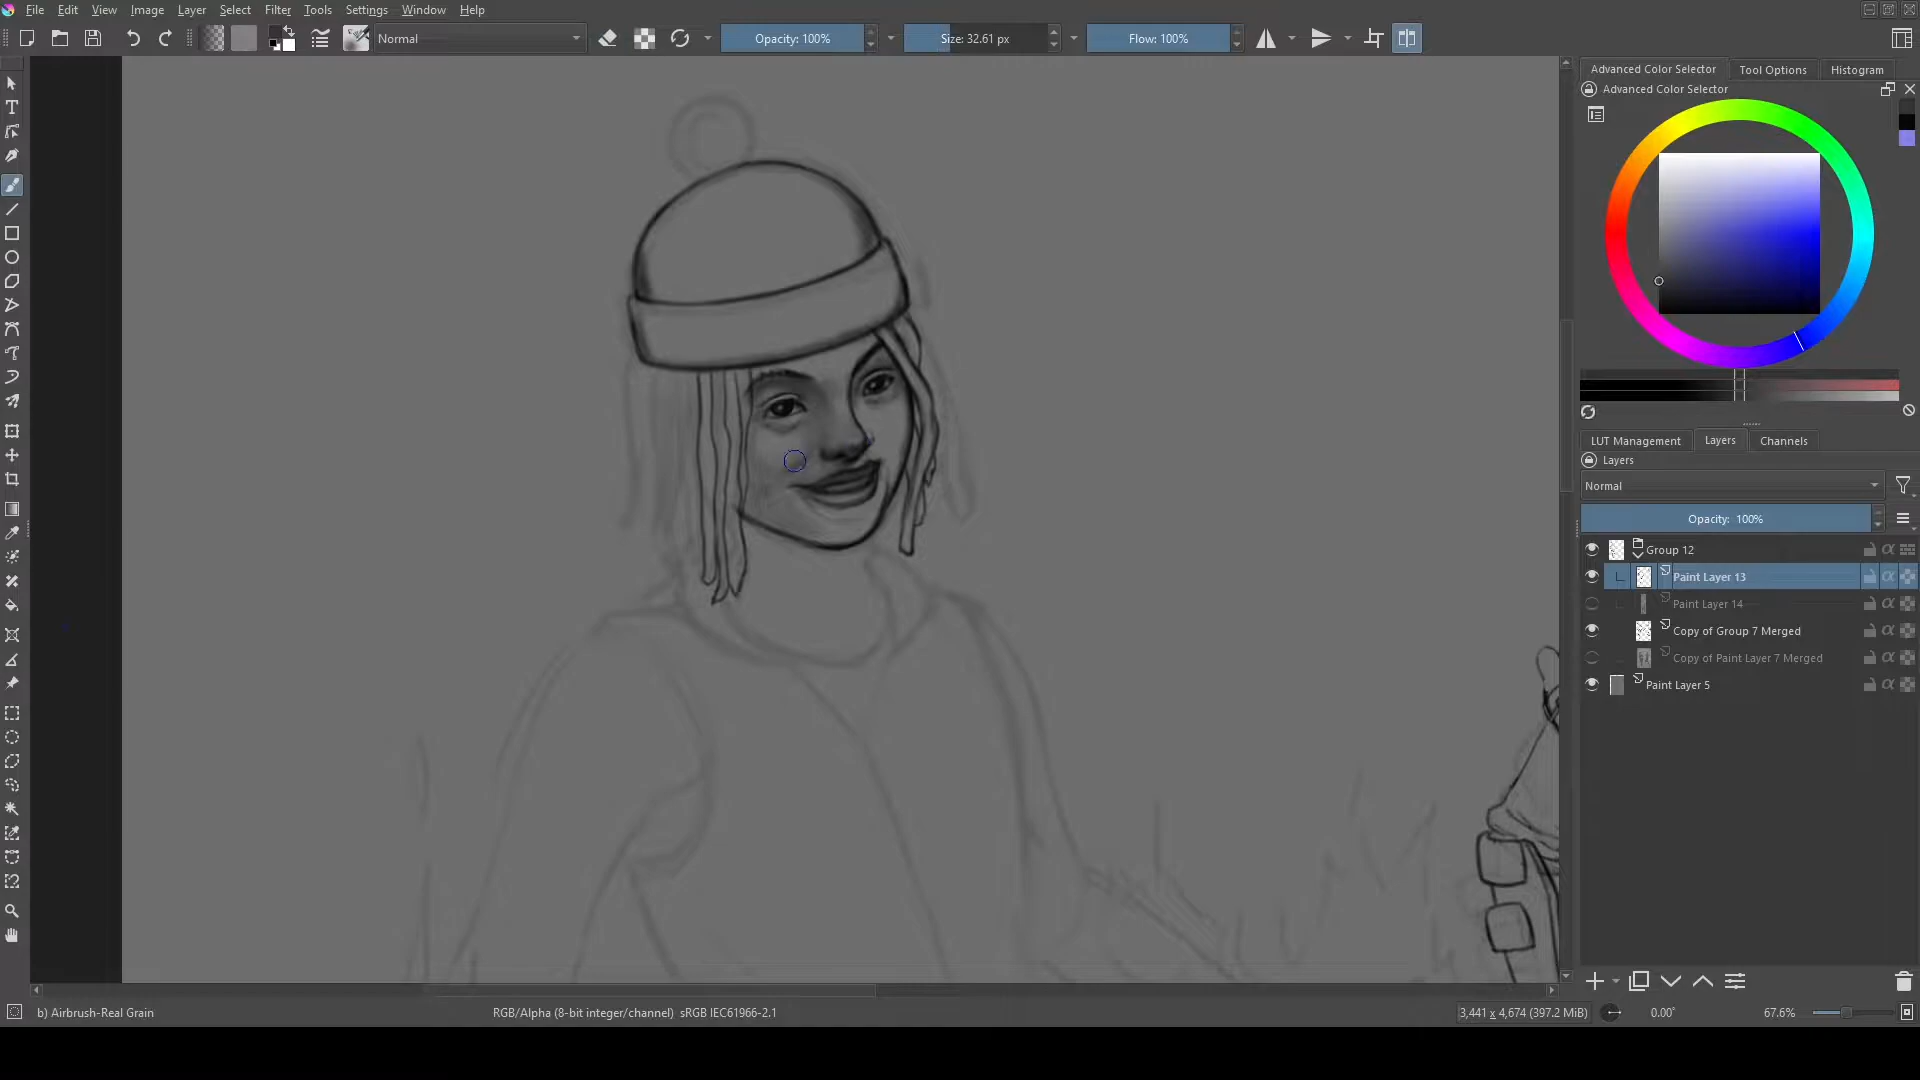 File Edit View Image Layer Select Filter Tools Settings Window Help
Normal Opacity: 100% Size: 32.61 px Flow: 100%
Advanced Color Selector Tool Options Histogram
Advanced Color Selector
LUT Management Layers Channels
Layers
Normal
Opacity: 100%
Group 12
Paint Layer 13
Paint Layer 14
Copy of Group 7 Merged
Copy of Paint Layer 7 Merged
Paint Layer 5
b) Airbrush-Real Grain RGB/Alpha (8-bit integer/channel) sRGB IEC61966-2.1 3,441 x 4,674 (397.2 MiB) 0.00° 67.6%